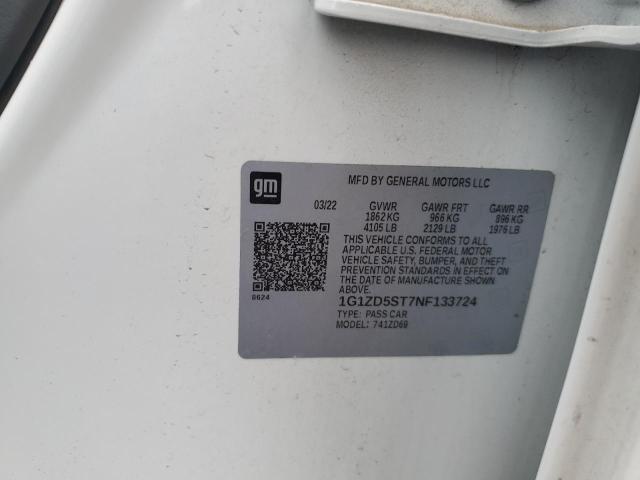 gm
MFD BY GENERAL MOTORS LLC
03/22 GVWR GAWR FRT GAWR RR
1862 KG 966 KG 896 KG
4105 LB 2129 LB 1976 LB
THIS VEHICLE CONFORMS TO ALL
APPLICABLE U.S. FEDERAL MOTOR
VEHICLE SAFETY, BUMPER, AND THEFT
PREVENTION STANDARDS IN EFFECT ON
THE DATE OF MANUFACTURE SHOWN
ABOVE.
8624
1G1ZD5ST7NF133724
TYPE: PASS CAR
MODEL: 741ZD69